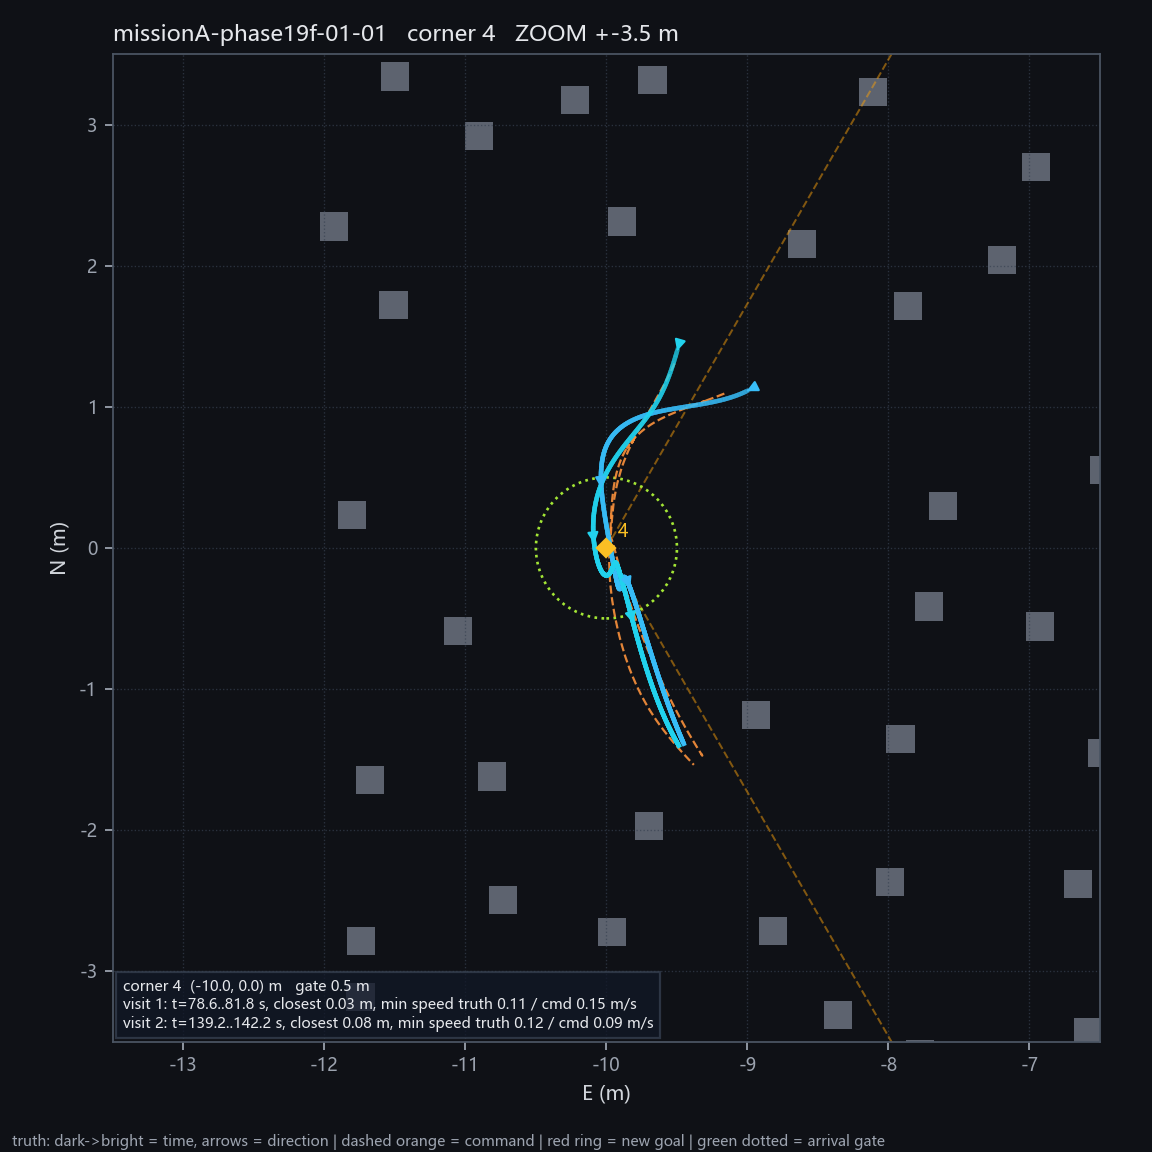 missionA-phase19f-01-01 corner 4 ZOOM +-3.5 m
3
2
1
0
-1
-2
-3
N (m)
4
corner 4 (-10.0, 0.0) m gate 0.5 m
visit 1: t=78.6..81.8 s, closest 0.03 m, min speed truth 0.11 / cmd 0.15 m/s
visit 2: t=139.2..142.2 s, closest 0.08 m, min speed truth 0.12 / cmd 0.09 m/s
-13 -12 -11 -10 -9 -8 -7
E (m)
truth: dark->bright = time, arrows = direction | dashed orange = command | red ring = new goal | green dotted = arrival gate